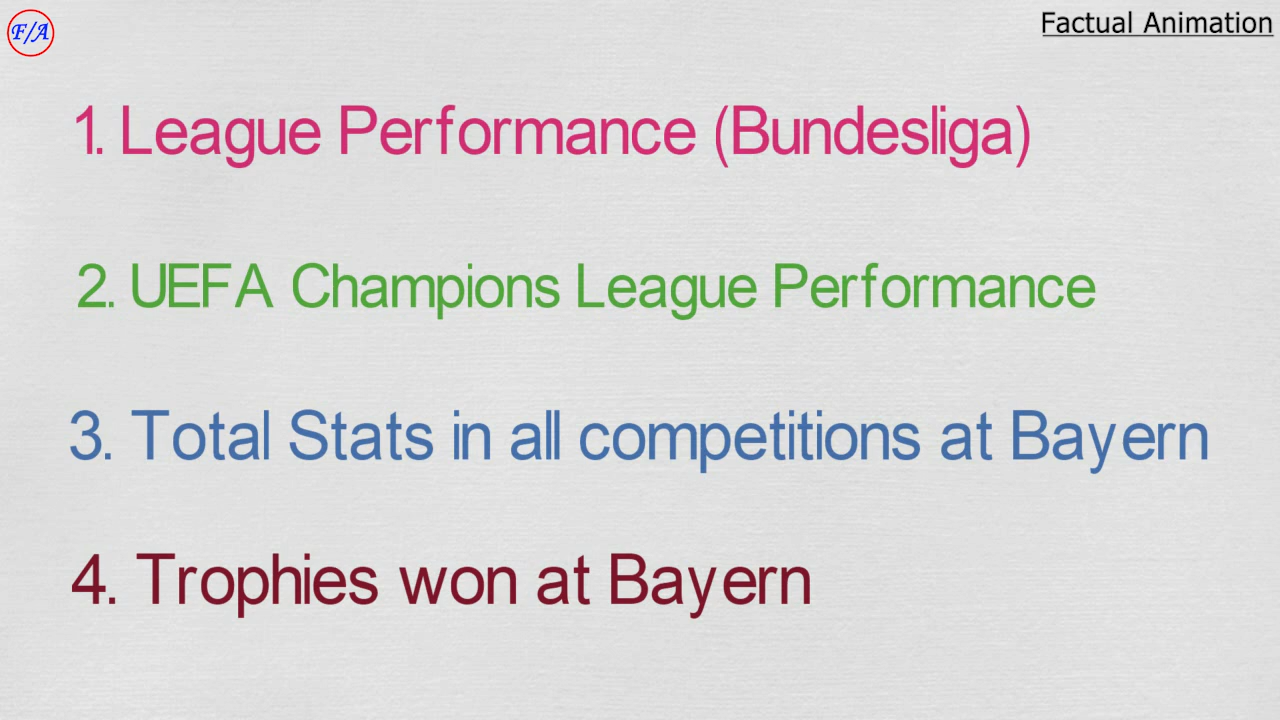 F/A
Factual Animation
1. League Performance (Bundesliga)
2. UEFA Champions League Performance
3. Total Stats in all competitions at Bayern
4. Trophies won at Bayern